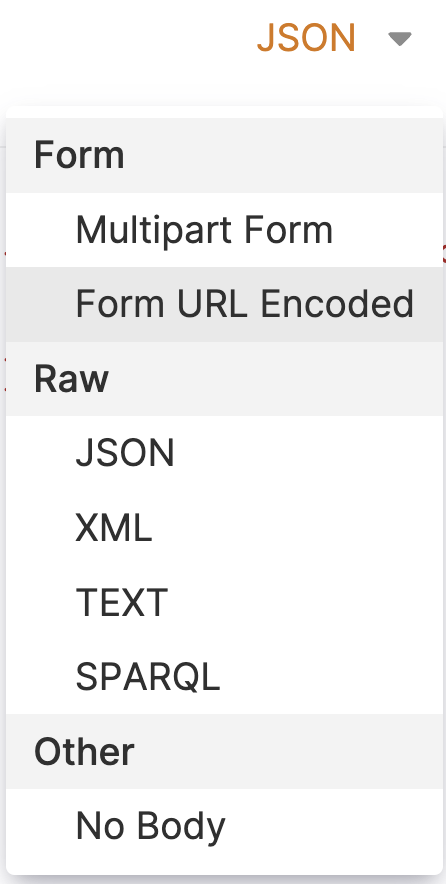 JSON
Form
Multipart Form
Form URL Encoded
Raw
JSON
XML
TEXT
SPARQL
Other
No Body